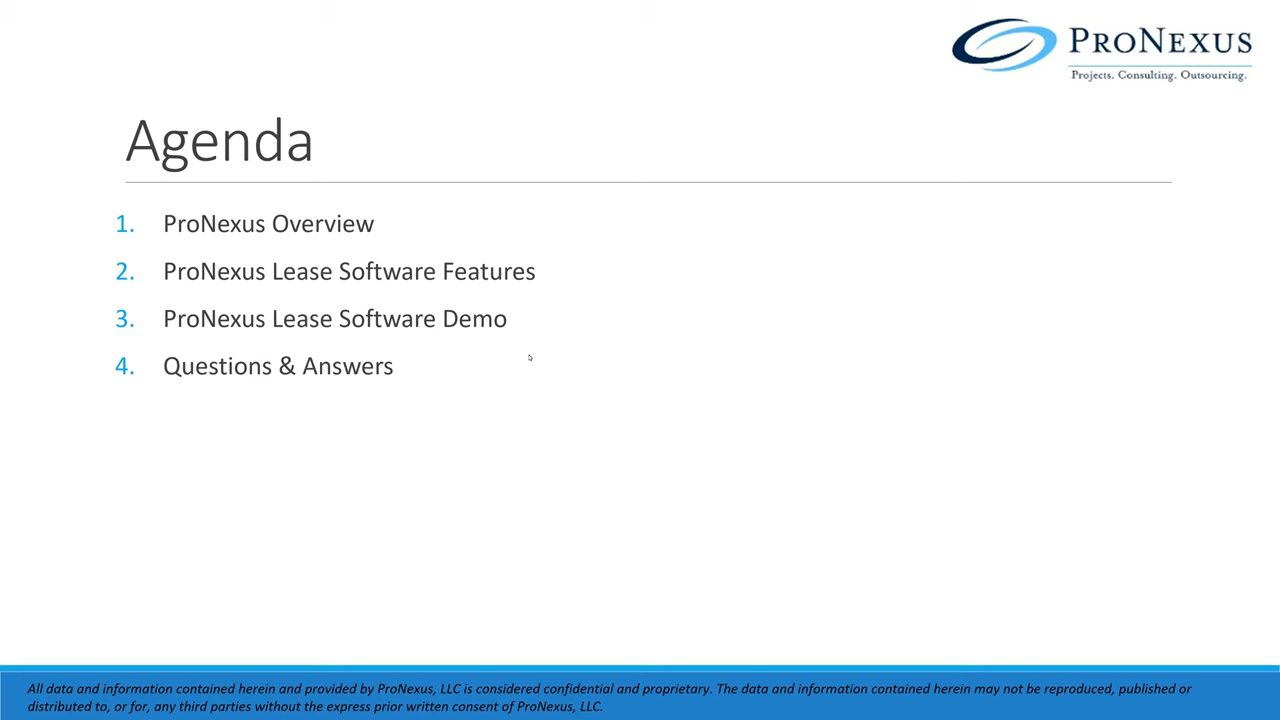 PRONEXUS
Projects. Consulting. Outsourcing.
Agenda
1. ProNexus Overview
2. ProNexus Lease Software Features
3. ProNexus Lease Software Demo
4. Questions & Answers
All data and information contained herein and provided by ProNexus, LLC is considered confidential and proprietary. The data and information contained herein may not be reproduced, published or
distributed to, or for, any third parties without the express prior written consent of ProNexus, LLC.